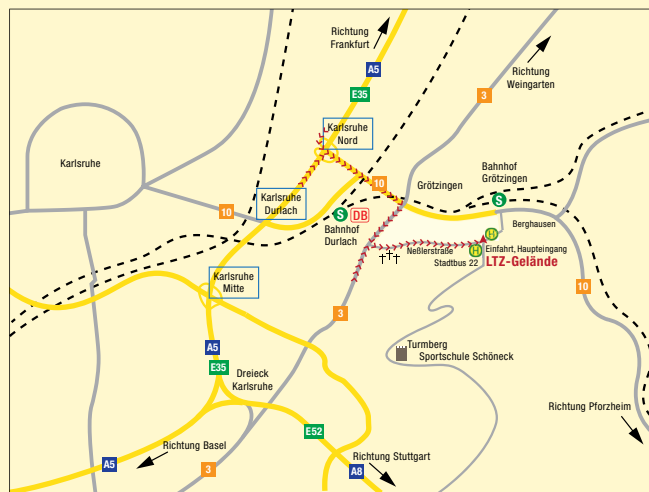 Richtung
Frankfurt
A5
E35
3
Richtung
Weingarten
Karlsruhe
Nord
Karlsruhe
10
Grötzingen
Bahnhof
Grötzingen
S
Karlsruhe
Durlach
10
S
DB
Bahnhof
Durlach
Berghausen
H
Neßlerstraße
Einfahrt, Haupteingang
H
Stadtbus 22
LTZ-Gelände
Karlsruhe
Mitte
10
3
A5
E35
Turmberg
Sportschule Schöneck
Dreieck
Karlsruhe
Richtung Pforzheim
E52
Richtung Basel
Richtung Stuttgart
A5
3
A8